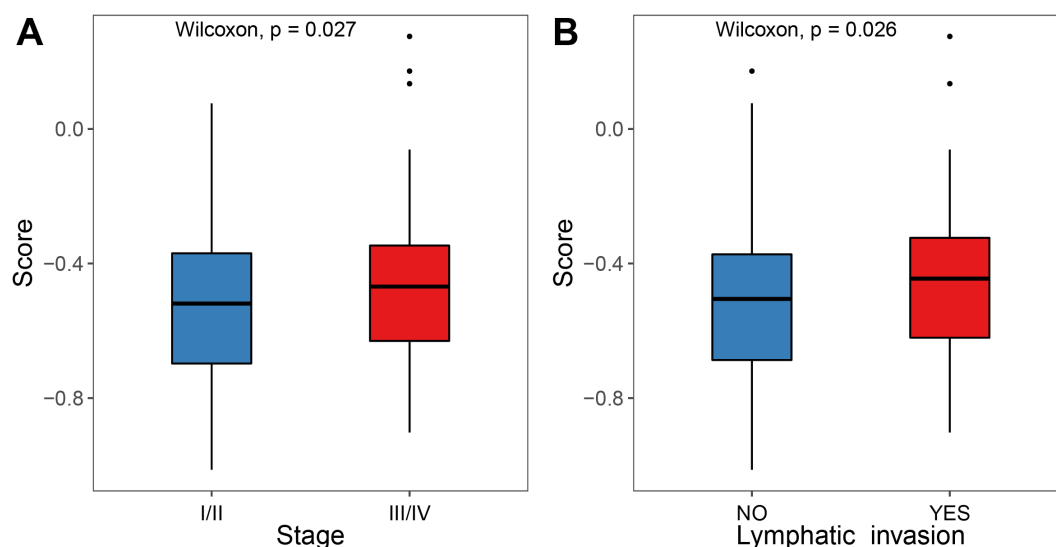 A
Wilcoxon, p = 0.027
0.0
−0.4
−0.8
Score
I/II
III/IV
Stage
B
Wilcoxon, p = 0.026
0.0
−0.4
−0.8
Score
NO
YES
Lymphatic invasion